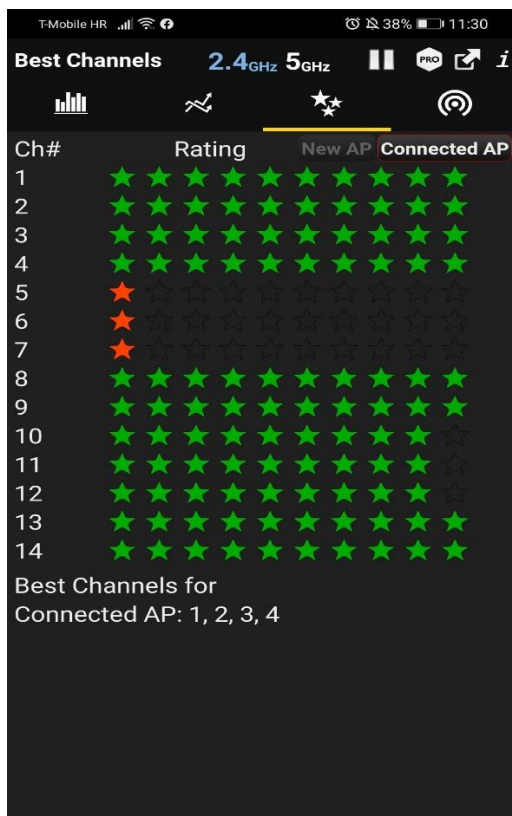 T-Mobile HR 38% 11:30
Best Channels 2.4GHz 5GHz PRO i
Ch# Rating New AP Connected AP
1
2
3
4
5
6
7
8
9
10
11
12
13
14
Best Channels for
Connected AP: 1, 2, 3, 4